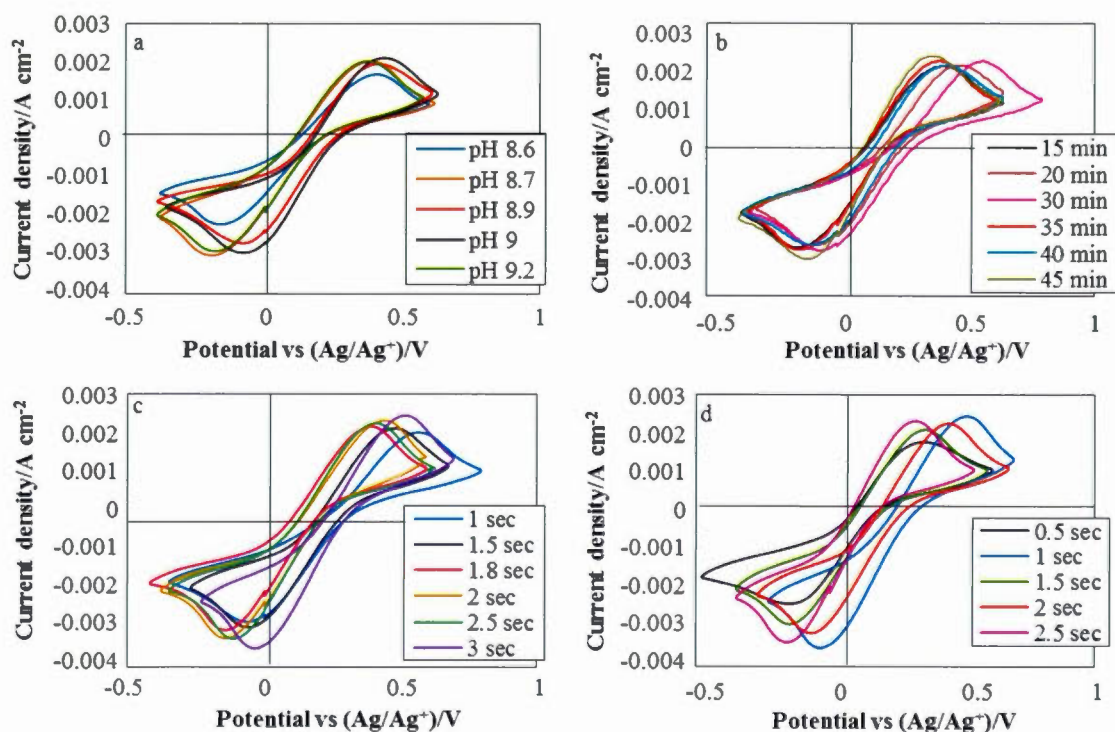 a
Current density/A cm⁻²
0.003
0.002
0.001
0
-0.001
-0.002
-0.003
-0.004
-0.5
0
0.5
1
Potential vs (Ag/Ag⁺)/V
pH 8.6
pH 8.7
pH 8.9
pH 9
pH 9.2
b
Current density/A cm⁻²
0.003
0.002
0.001
0
-0.001
-0.002
-0.003
-0.004
-0.5
0
0.5
1
Potential vs (Ag/Ag⁺)/V
15 min
20 min
30 min
35 min
40 min
45 min
c
Current density/A cm⁻²
0.003
0.002
0.001
0
-0.001
-0.002
-0.003
-0.004
-0.5
0
0.5
1
Potential vs (Ag/Ag⁺)/V
1 sec
1.5 sec
1.8 sec
2 sec
2.5 sec
3 sec
d
Current density/A cm⁻²
0.003
0.002
0.001
0
-0.001
-0.002
-0.003
-0.004
-0.5
0
0.5
1
Potential vs (Ag/Ag⁺)/V
0.5 sec
1 sec
1.5 sec
2 sec
2.5 sec